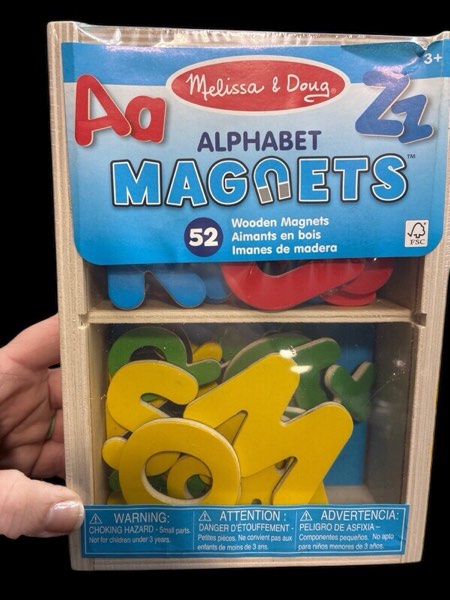 3+
Aa
Melissa & Doug
Zz
ALPHABET
MAGNETS™
52
Wooden Magnets
Aimants en bois
Imanes de madera
FSC
⚠ WARNING:
CHOKING HAZARD - Small parts.
Not for children under 3 years.
⚠ ATTENTION :
DANGER D'ÉTOUFFEMENT -
Petites pièces. Ne convient pas aux
enfants de moins de 3 ans.
⚠ ADVERTENCIA:
PELIGRO DE ASFIXIA –
Componentes pequeños. No apto
para niños menores de 3 años.